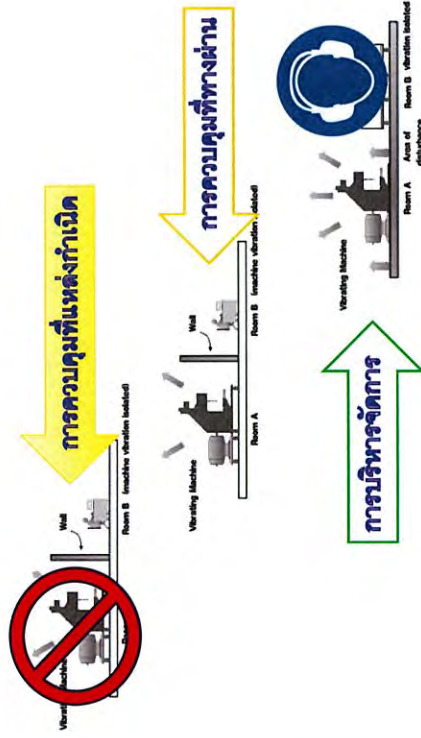 การควบคุมที่แหล่งกำเนิด
Wall
Room B (machine vibration isolated)
Vibrating Machine
การควบคุมที่ทางผ่าน
Wall
Vibrating Machine
Room A
Room B (machine vibration isolated)
การบริหารจัดการ
Vibrating Machine
Room A
Area of
disturbance
Room B vibration isolated